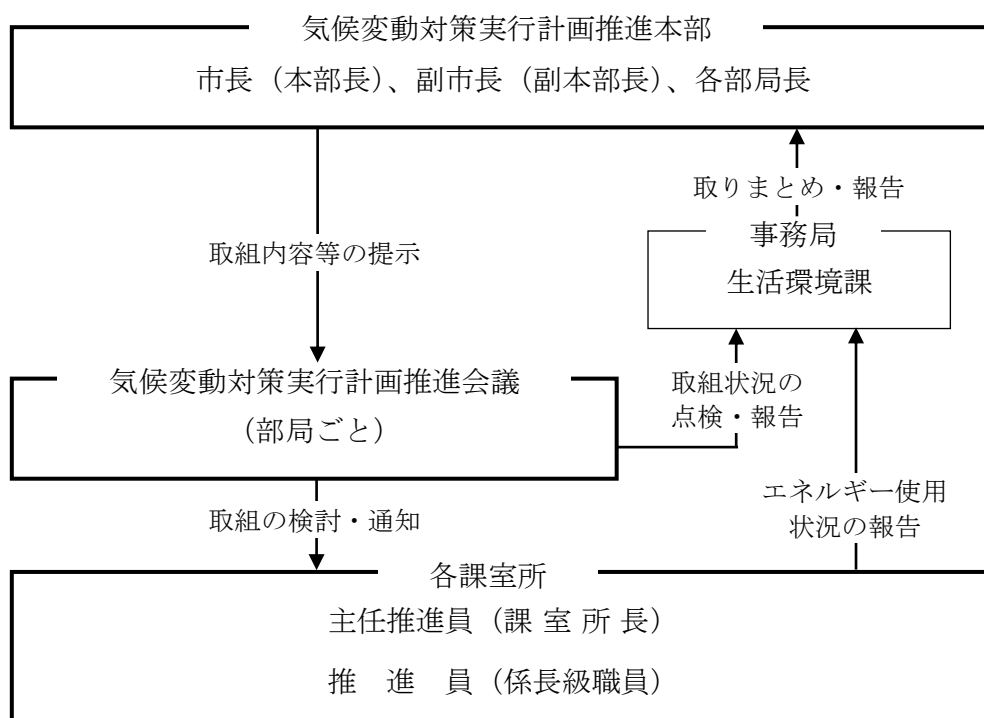 気候変動対策実行計画推進本部
市長（本部長）、副市長（副本部長）、各部局長
取りまとめ・報告
事務局
生活環境課
取組内容等の提示
気候変動対策実行計画推進会議
（部局ごと）
取組状況の
点検・報告
エネルギー使用
状況の報告
取組の検討・通知
各課室所
主任推進員（課 室 所 長）
推　進　員（係長級職員）